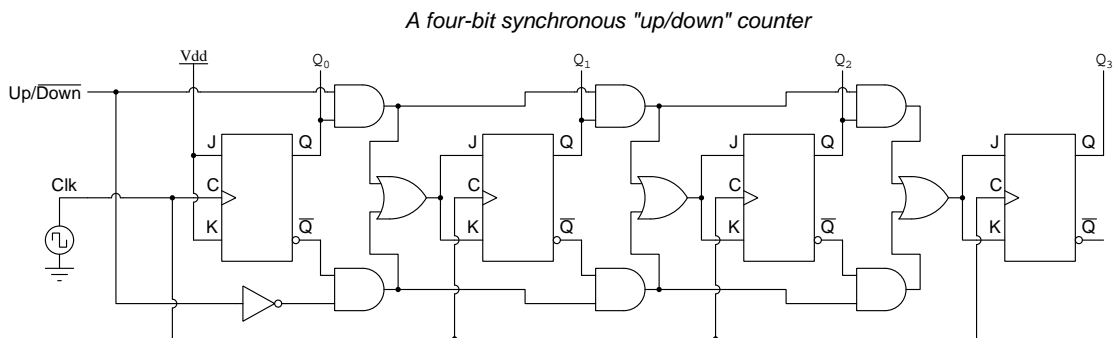 A four-bit synchronous "up/down" counter
Vdd Q0 Q1 Q2 Q3
Up/Down
J Q J Q J Q J Q
Clk C C C C
K Q K Q K Q K Q